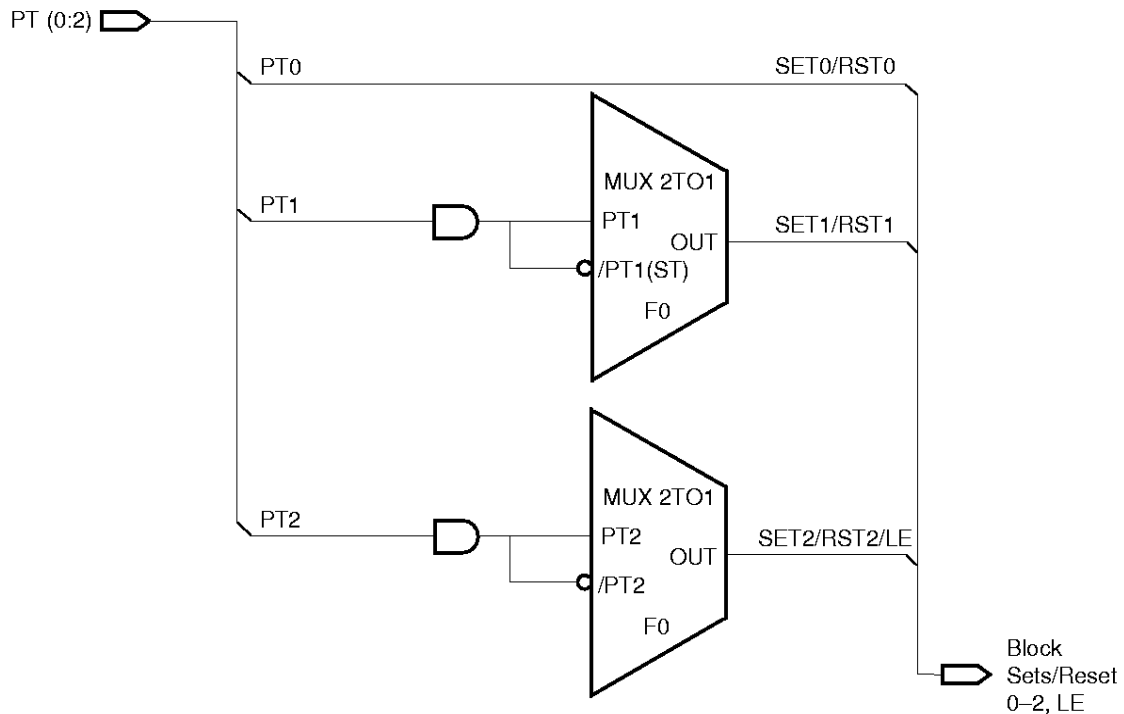 PT (0:2)
PT0
SET0/RST0
MUX 2TO1
PT1
PT1
SET1/RST1
OUT
/PT1(ST)
F0
MUX 2TO1
PT2
PT2
SET2/RST2/LE
OUT
/PT2
F0
Block
Sets/Reset
0–2, LE